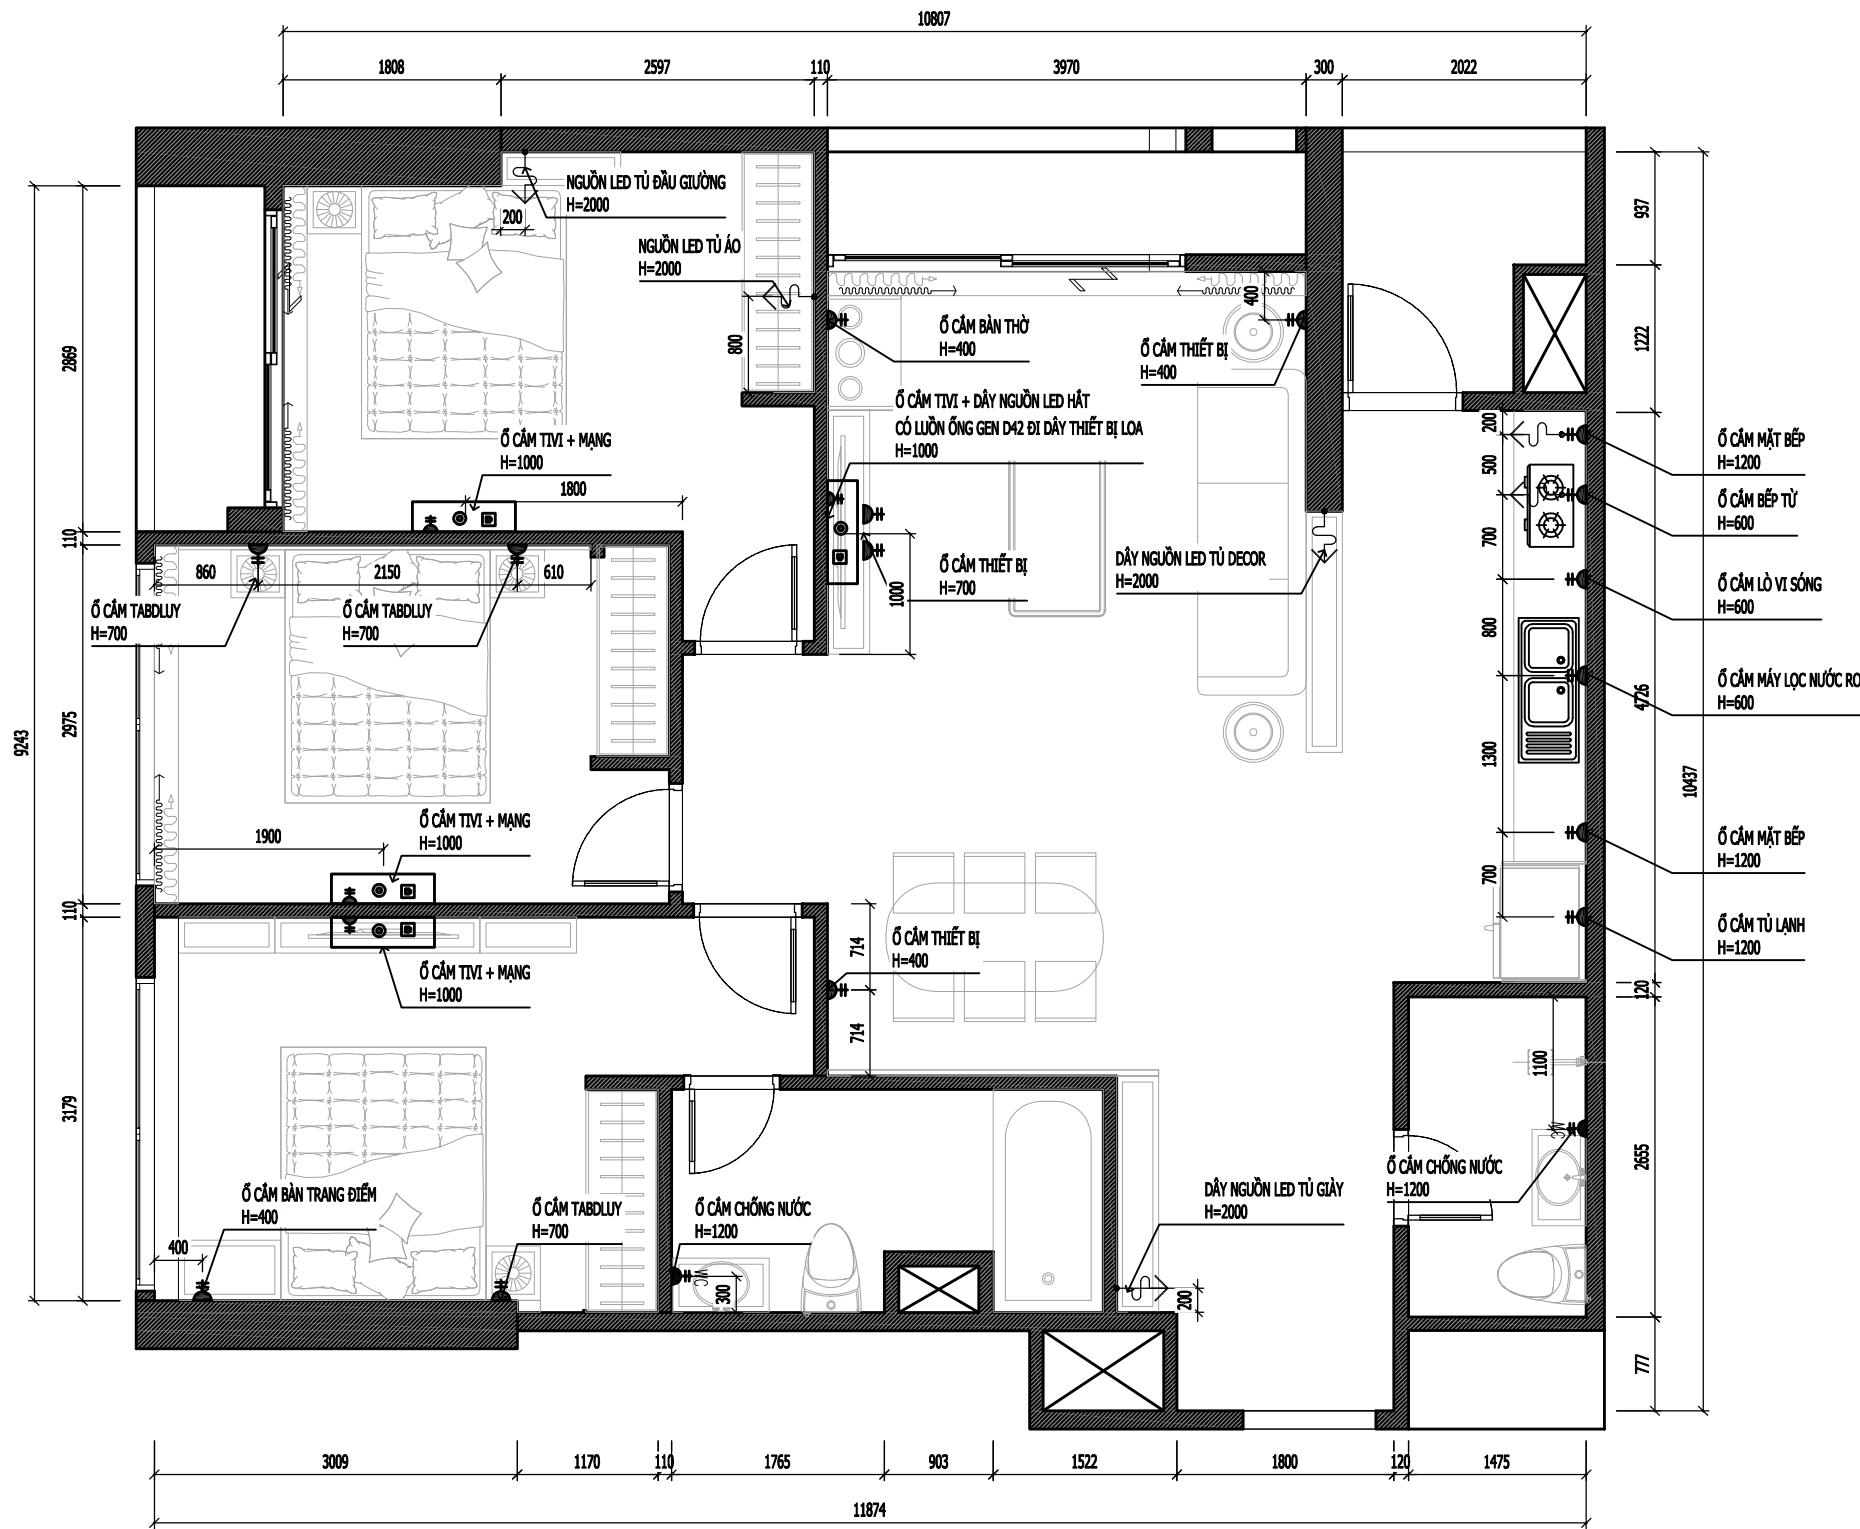 10807
1808
2597
110
3970
300
2022
NGUỒN LED TỦ ĐẦU GIƯỜNG
H=2000
200
NGUỒN LED TỦ ÁO
H=2000
800
Ổ CẮM BÀN THỜ
H=400
400
Ổ CẮM THIẾT BỊ
H=400
Ổ CẮM TIVI + DÂY NGUỒN LED HẮT
CÓ LUỒN ỐNG GEN D42 ĐI DÂY THIẾT BỊ LOA
H=1000
Ổ CẮM TIVI + MẠNG
H=1000
1800
Ổ CẮM THIẾT BỊ
H=700
1000
DÂY NGUỒN LED TỦ DECOR
H=2000
860
2150
610
Ổ CẮM TABDLUY
H=700
Ổ CẮM TABDLUY
H=700
Ổ CẮM TIVI + MẠNG
H=1000
1900
Ổ CẮM TIVI + MẠNG
H=1000
714
Ổ CẮM THIẾT BỊ
H=400
714
Ổ CẮM BÀN TRANG ĐIỂM
H=400
400
Ổ CẮM TABDLUY
H=700
Ổ CẮM CHỐNG NƯỚC
H=1200
WC
300
DÂY NGUỒN LED TỦ GIÀY
H=2000
200
1100
WC
Ổ CẮM CHỐNG NƯỚC
H=1200
200
500
700
800
1300
700
Ổ CẮM MẶT BẾP
H=1200
Ổ CẮM BẾP TỪ
H=600
Ổ CẮM LÒ VI SÓNG
H=600
Ổ CẮM MÁY LỌC NƯỚC RO
H=600
Ổ CẮM MẶT BẾP
H=1200
Ổ CẮM TỦ LẠNH
H=1200
937
1222
4726
120
2655
777
10437
9243
2869
110
2975
110
3179
3009
1170
110
1765
903
1522
1800
120
1475
11874